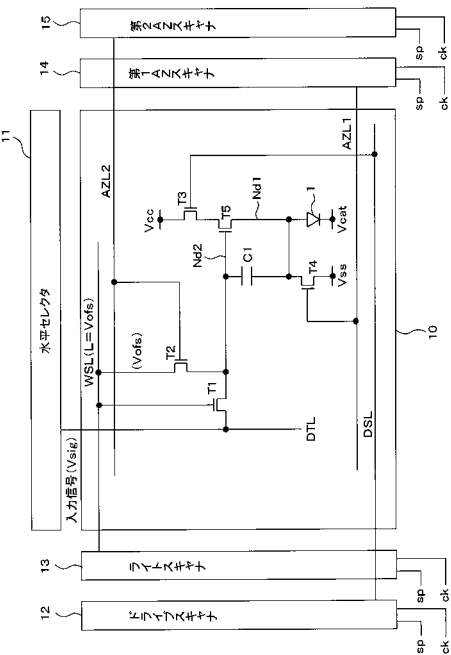 11
水平セレクタ
入力信号(Vsig)
12
ドライブスキャナ
sp
ck
13
ライトスキャナ
sp
ck
14
第1AZスキャナ
sp
ck
15
第2AZスキャナ
sp
ck
WSL(L=Vofs)
(Vofs)
AZL2
T1
T2
DTL
Nd2
C1
Vcc
T3
T5
Nd1
1
Vcat
T4
Vss
AZL1
DSL
10